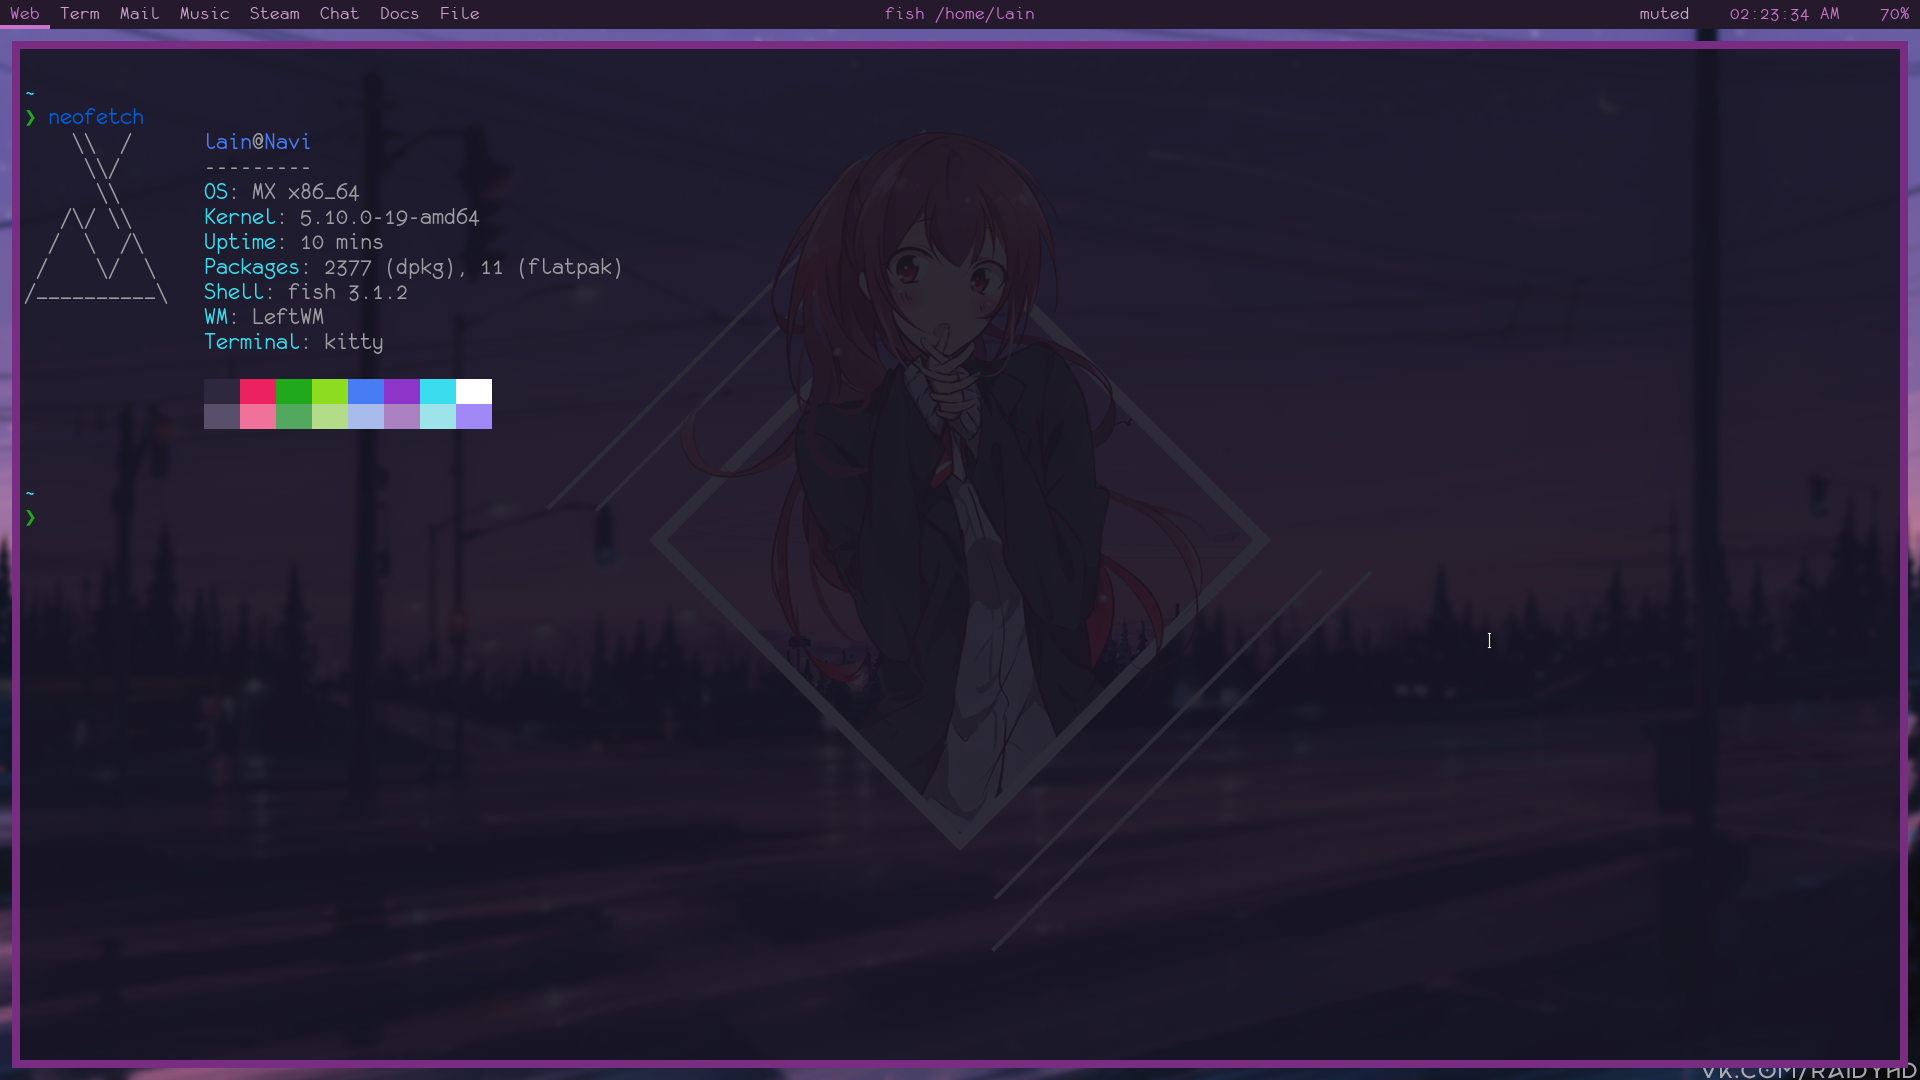 Web Term Mail Music Steam Chat Docs File fish /home/lain muted 02:23:34 AM 70%
~
❯ neofetch
lain@Navi
---------
OS: MX x86_64
Kernel: 5.10.0-19-amd64
Uptime: 10 mins
Packages: 2377 (dpkg), 11 (flatpak)
Shell: fish 3.1.2
WM: LeftWM
Terminal: kitty
~
❯
VK.COM/RAIDYHD